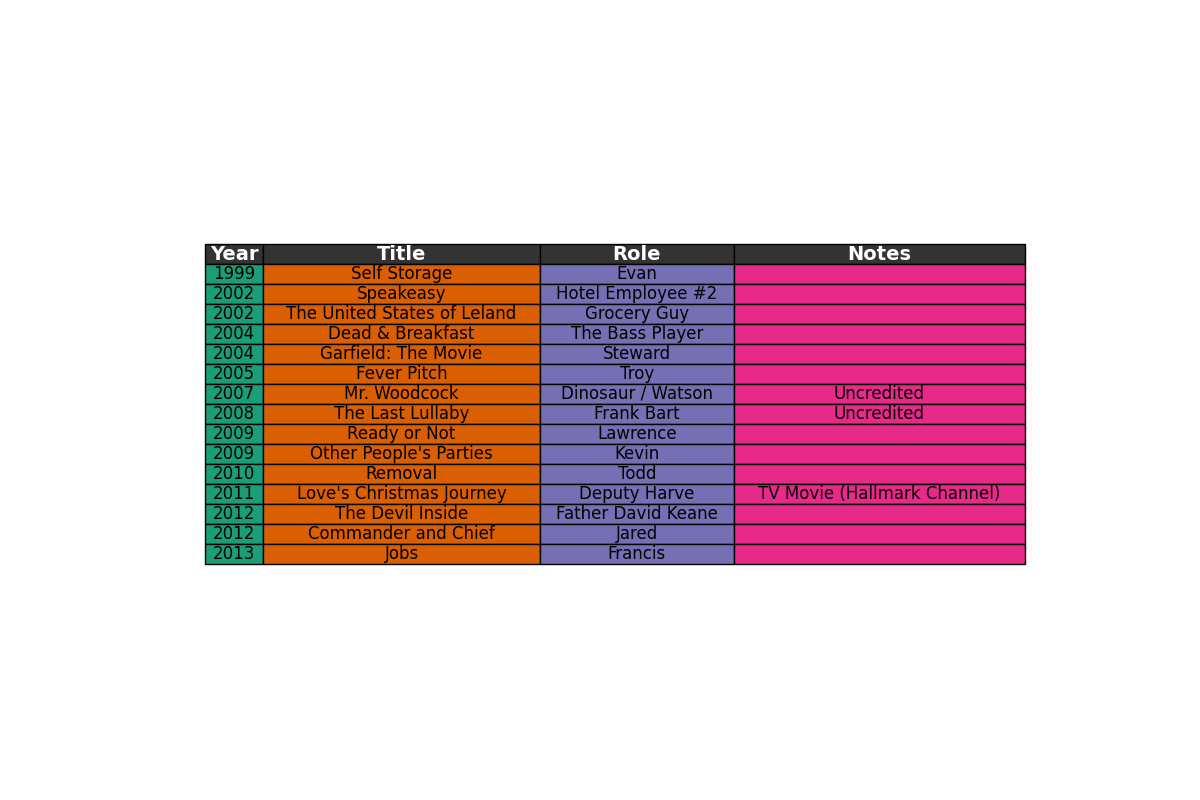 Year Title Role Notes
1999 Self Storage Evan
2002 Speakeasy Hotel Employee #2
2002 The United States of Leland Grocery Guy
2004 Dead & Breakfast The Bass Player
2004 Garfield: The Movie Steward
2005 Fever Pitch Troy
2007 Mr. Woodcock Dinosaur / Watson Uncredited
2008 The Last Lullaby Frank Bart Uncredited
2009 Ready or Not Lawrence
2009 Other People's Parties Kevin
2010 Removal Todd
2011 Love's Christmas Journey Deputy Harve TV Movie (Hallmark Channel)
2012 The Devil Inside Father David Keane
2012 Commander and Chief Jared
2013 Jobs Francis